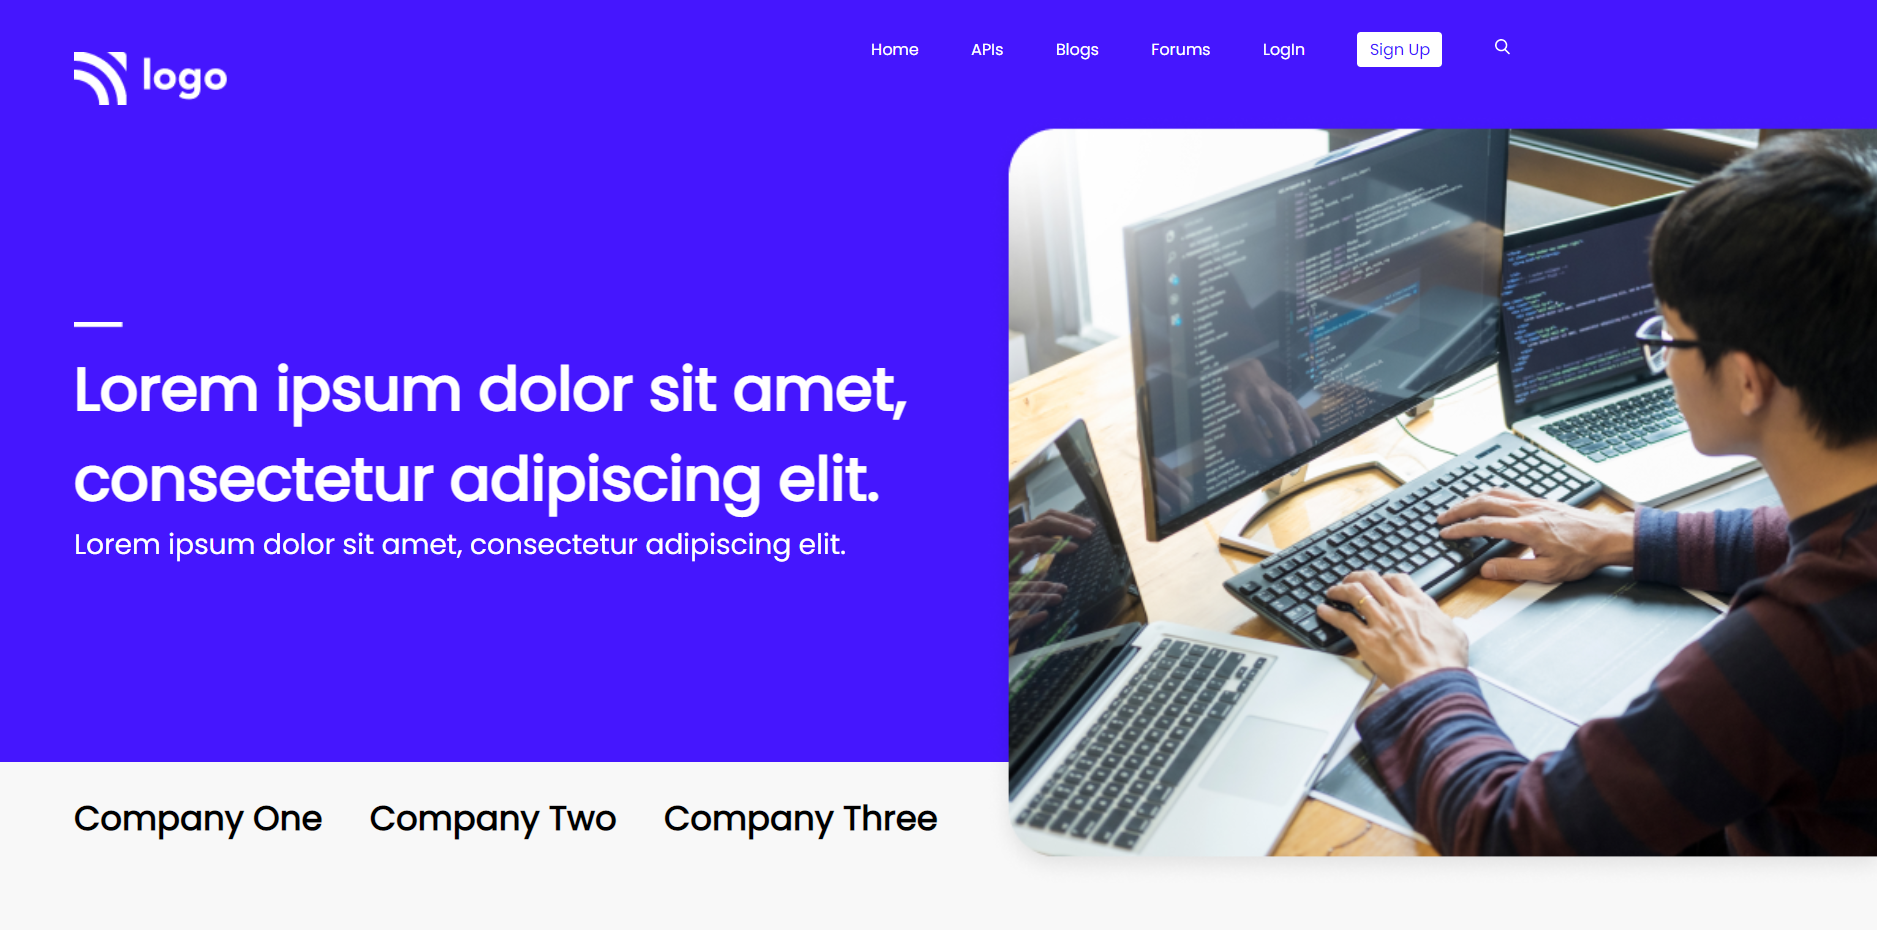 logo
Home APIs Blogs Forums LogIn Sign Up
Lorem ipsum dolor sit amet,
consectetur adipiscing elit.
Lorem ipsum dolor sit amet, consectetur adipiscing elit.
Company One Company Two Company Three